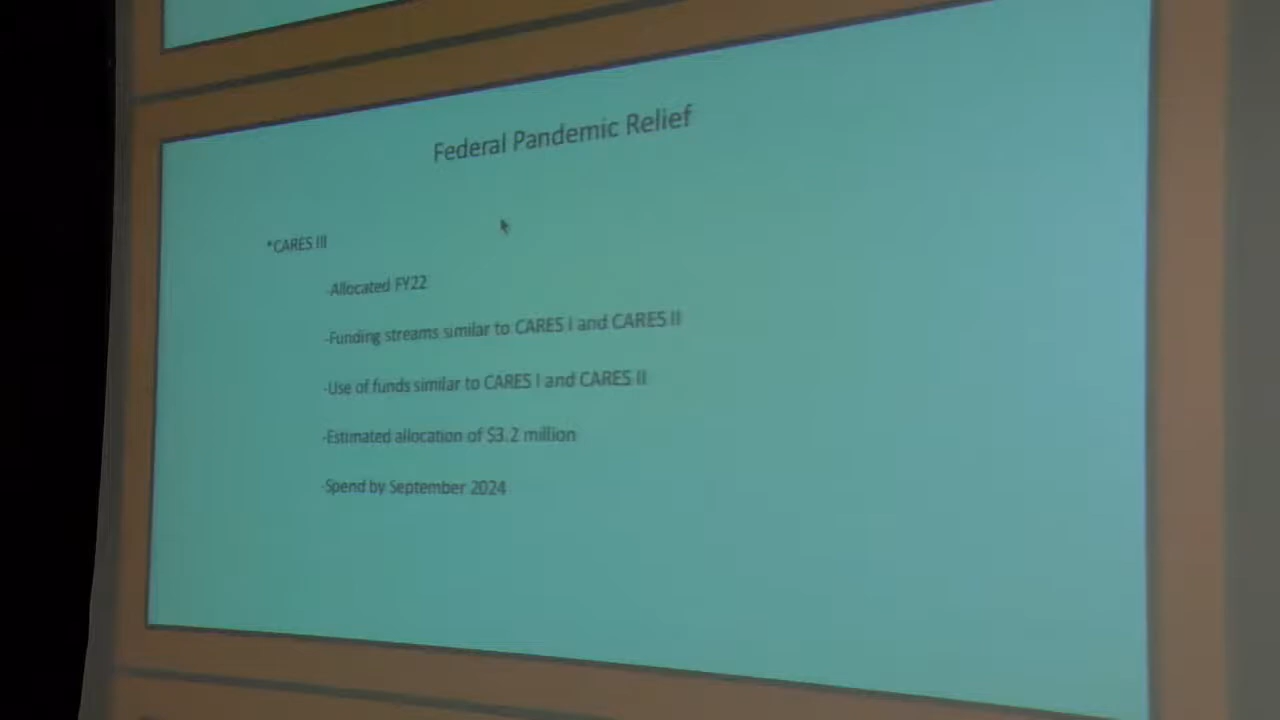 Federal Pandemic Relief
*CARES III
-Allocated FY22
-Funding streams similar to CARES I and CARES II
-Use of funds similar to CARES I and CARES II
-Estimated allocation of $3.2 million
-Spend by September 2024